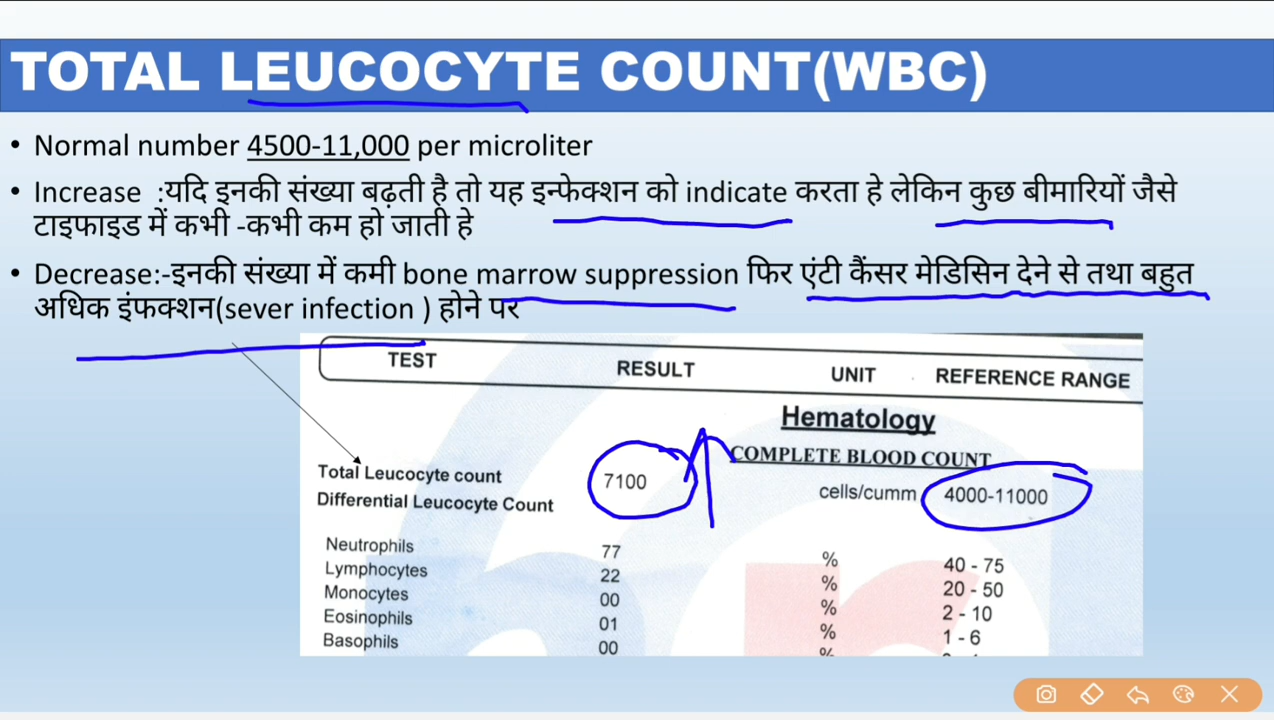 TOTAL LEUCOCYTE COUNT(WBC)
• Normal number 4500-11,000 per microliter
• Increase :यदि इनकी संख्या बढ़ती है तो यह इन्फेक्शन को indicate करता हे लेकिन कुछ बीमारियों जैसे
टाइफाइड में कभी -कभी कम हो जाती हे
• Decrease:-इनकी संख्या में कमी bone marrow suppression फिर एंटी कैंसर मेडिसिन देने से तथा बहुत
अधिक इंफक्शन(sever infection ) होने पर
TEST RESULT UNIT REFERENCE RANGE
Hematology
COMPLETE BLOOD COUNT
Total Leucocyte count 7100 cells/cumm 4000-11000
Differential Leucocyte Count
Neutrophils 77 % 40 - 75
Lymphocytes 22 % 20 - 50
Monocytes 00 % 2 - 10
Eosinophils 01 % 1 - 6
Basophils 00 %